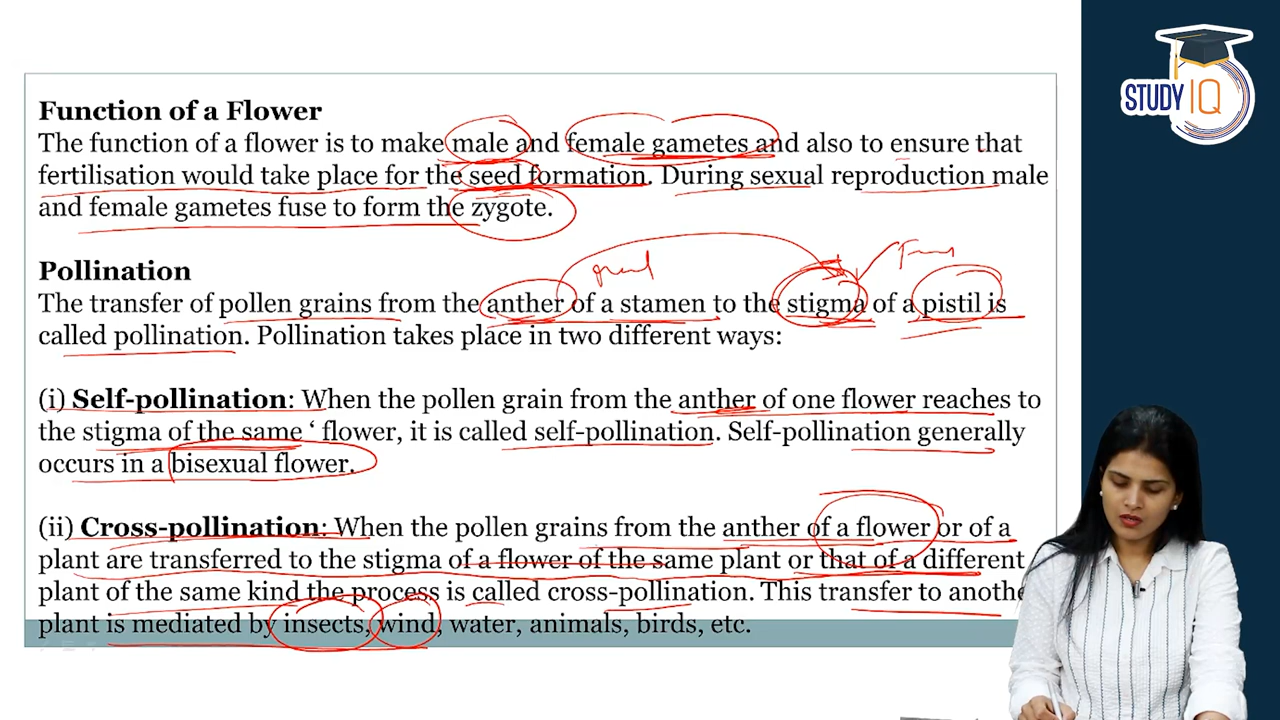 STUDY IQ
Function of a Flower
The function of a flower is to make male and female gametes and also to ensure that
fertilisation would take place for the seed formation. During sexual reproduction male
and female gametes fuse to form the zygote.
Pollination
The transfer of pollen grains from the anther of a stamen to the stigma of a pistil is
called pollination. Pollination takes place in two different ways:
(i) Self-pollination: When the pollen grain from the anther of one flower reaches to
the stigma of the same ‘ flower, it is called self-pollination. Self-pollination generally
occurs in a bisexual flower.
(ii) Cross-pollination: When the pollen grains from the anther of a flower or of a
plant are transferred to the stigma of a flower of the same plant or that of a different
plant of the same kind the process is called cross-pollination. This transfer to anothe
plant is mediated by insects, wind, water, animals, birds, etc.